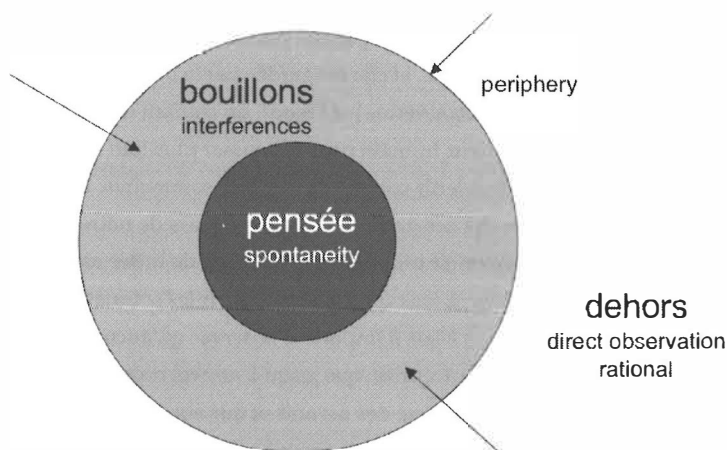 bouillons
interferences
periphery
pensée
spontaneity
dehors
direct observation
rational